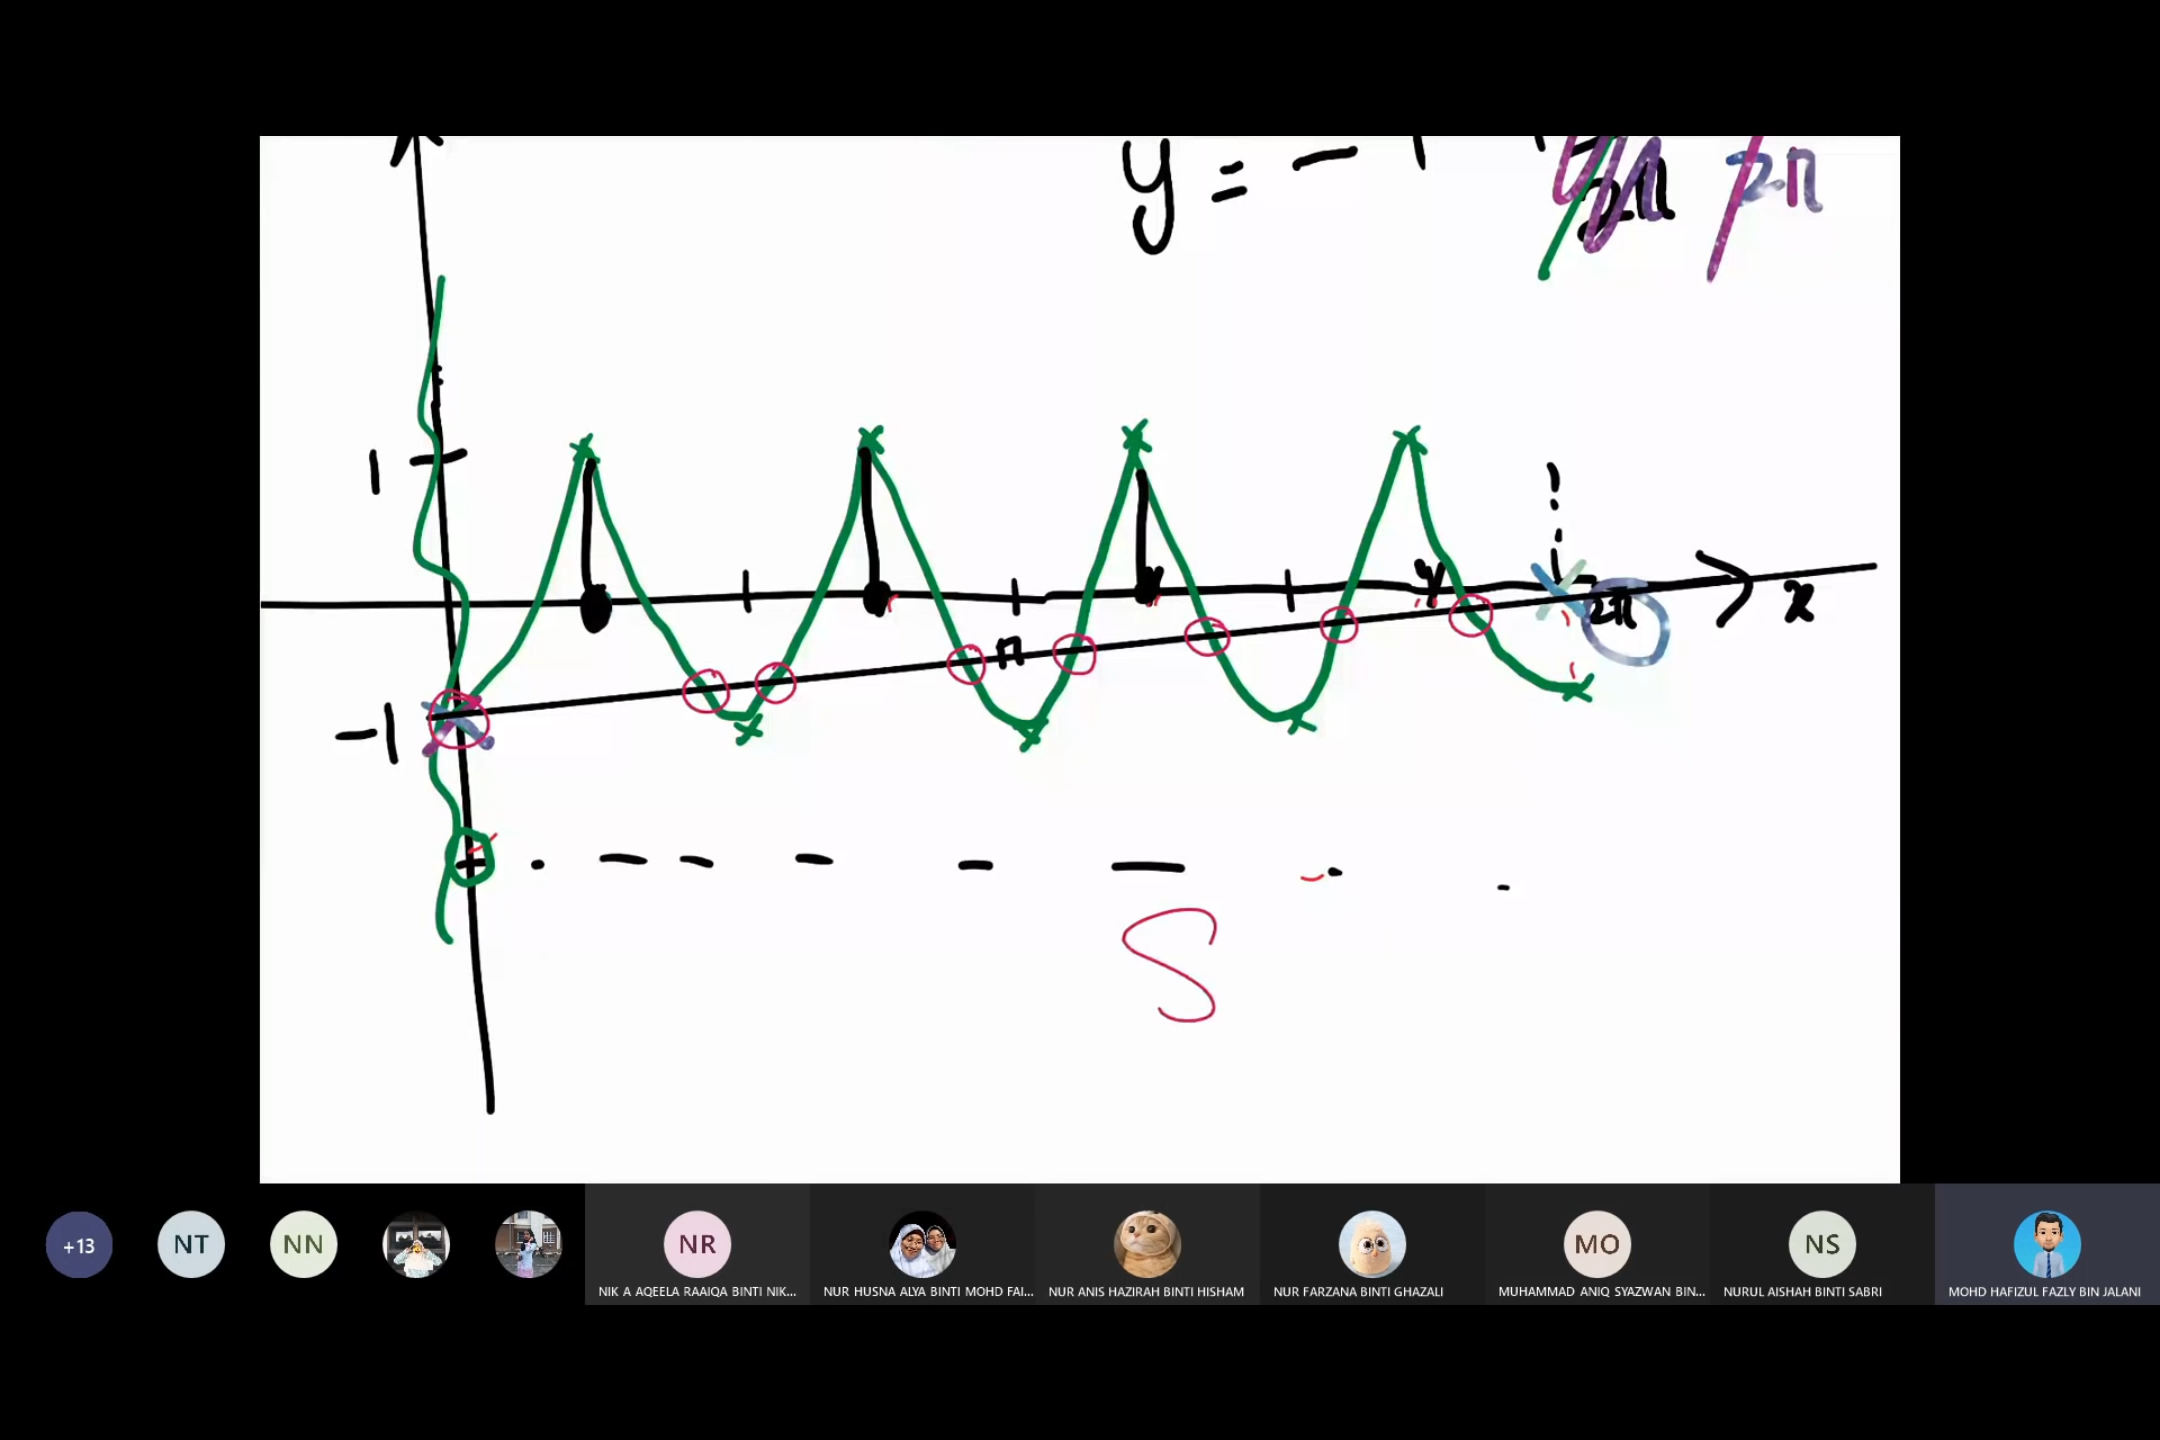 y = -1
2π
2π
1
2π
x
π
-1
S
+13
NT
NN
NR
MO
NS
NIK A AQEELA RAAIQA BINTI NIK...
NUR HUSNA ALYA BINTI MOHD FAI...
NUR ANIS HAZIRAH BINTI HISHAM
NUR FARZANA BINTI GHAZALI
MUHAMMAD ANIQ SYAZWAN BIN...
NURUL AISHAH BINTI SABRI
MOHD HAFIZUL FAZLY BIN JALANI